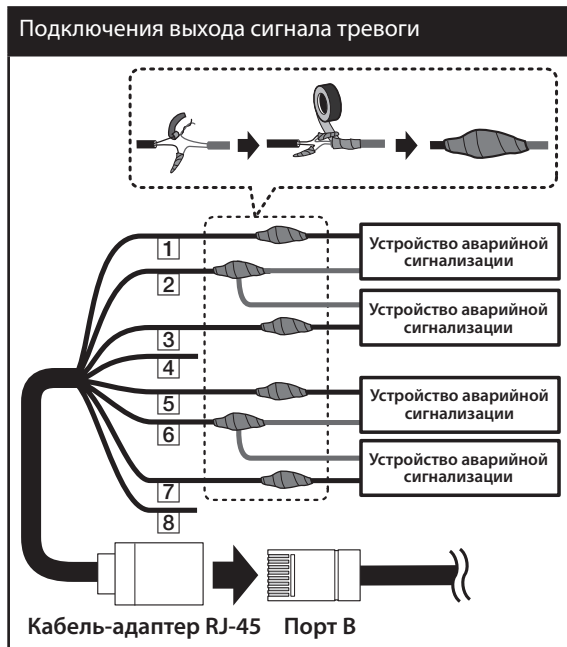 Подключения выхода сигнала тревоги
1
Устройство аварийной
сигнализации
2
Устройство аварийной
сигнализации
3
4
5
Устройство аварийной
сигнализации
6
Устройство аварийной
сигнализации
7
8
Кабель-адаптер RJ-45 Порт B